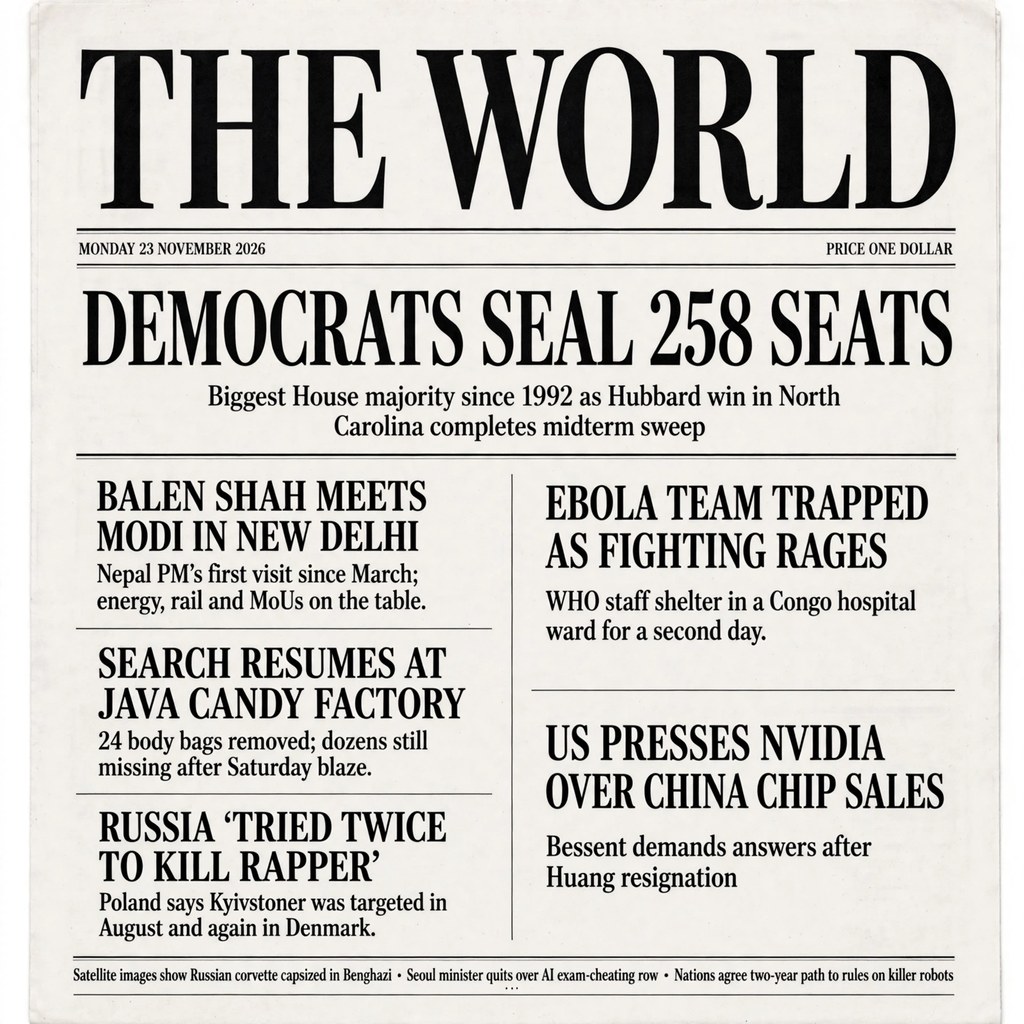 THE WORLD
MONDAY 23 NOVEMBER 2026
PRICE ONE DOLLAR
DEMOCRATS SEAL 258 SEATS
Biggest House majority since 1992 as Hubbard win in North
Carolina completes midterm sweep
BALEN SHAH MEETS
MODI IN NEW DELHI
Nepal PM's first visit since March;
energy, rail and MoUs on the table.
SEARCH RESUMES AT
JAVA CANDY FACTORY
24 body bags removed; dozens still
missing after Saturday blaze.
RUSSIA ‘TRIED TWICE
TO KILL RAPPER’
Poland says Kyivstoner was targeted in
August and again in Denmark.
EBOLA TEAM TRAPPED
AS FIGHTING RAGES
WHO staff shelter in a Congo hospital
ward for a second day.
US PRESSES NVIDIA
OVER CHINA CHIP SALES
Bessent demands answers after
Huang resignation
Satellite images show Russian corvette capsized in Benghazi • Seoul minister quits over AI exam-cheating row • Nations agree two-year path to rules on killer robots
...